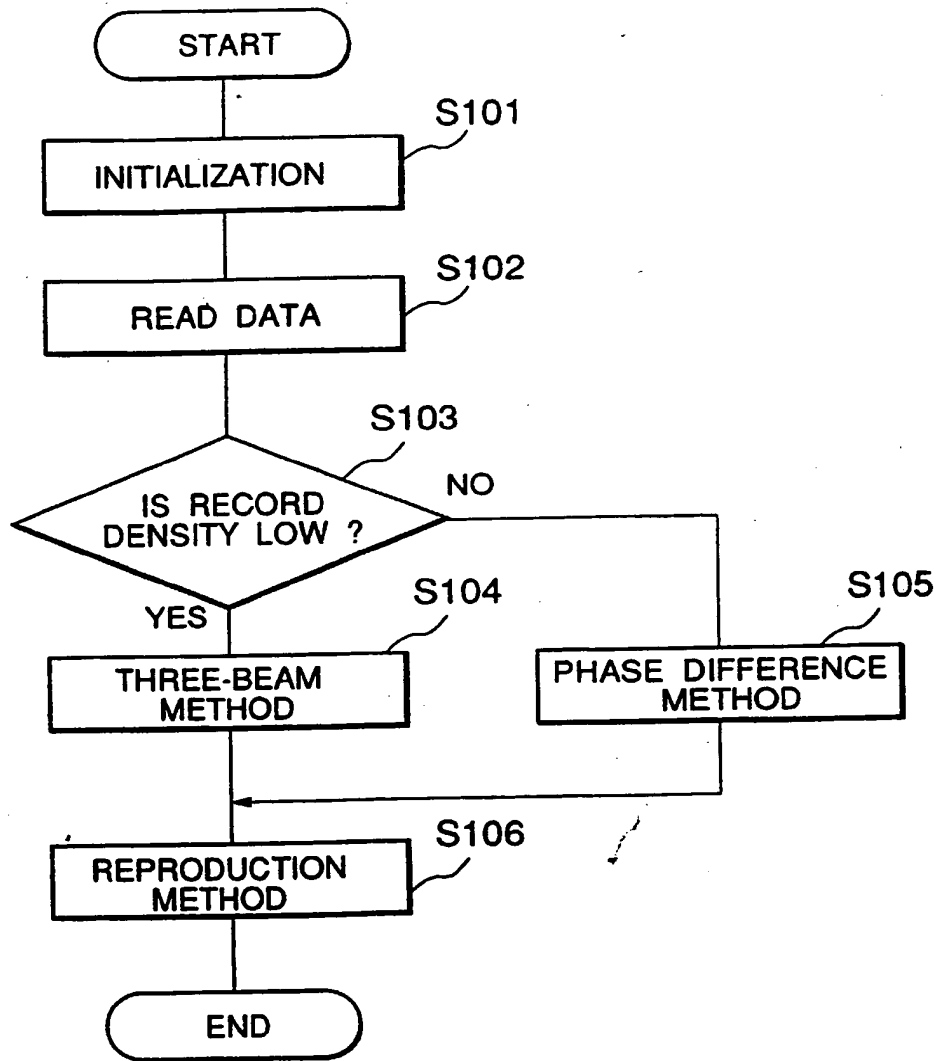 START
S101
INITIALIZATION
S102
READ DATA
S103
IS RECORD
DENSITY LOW ?
NO
YES
S104
THREE-BEAM
METHOD
S105
PHASE DIFFERENCE
METHOD
S106
REPRODUCTION
METHOD
END